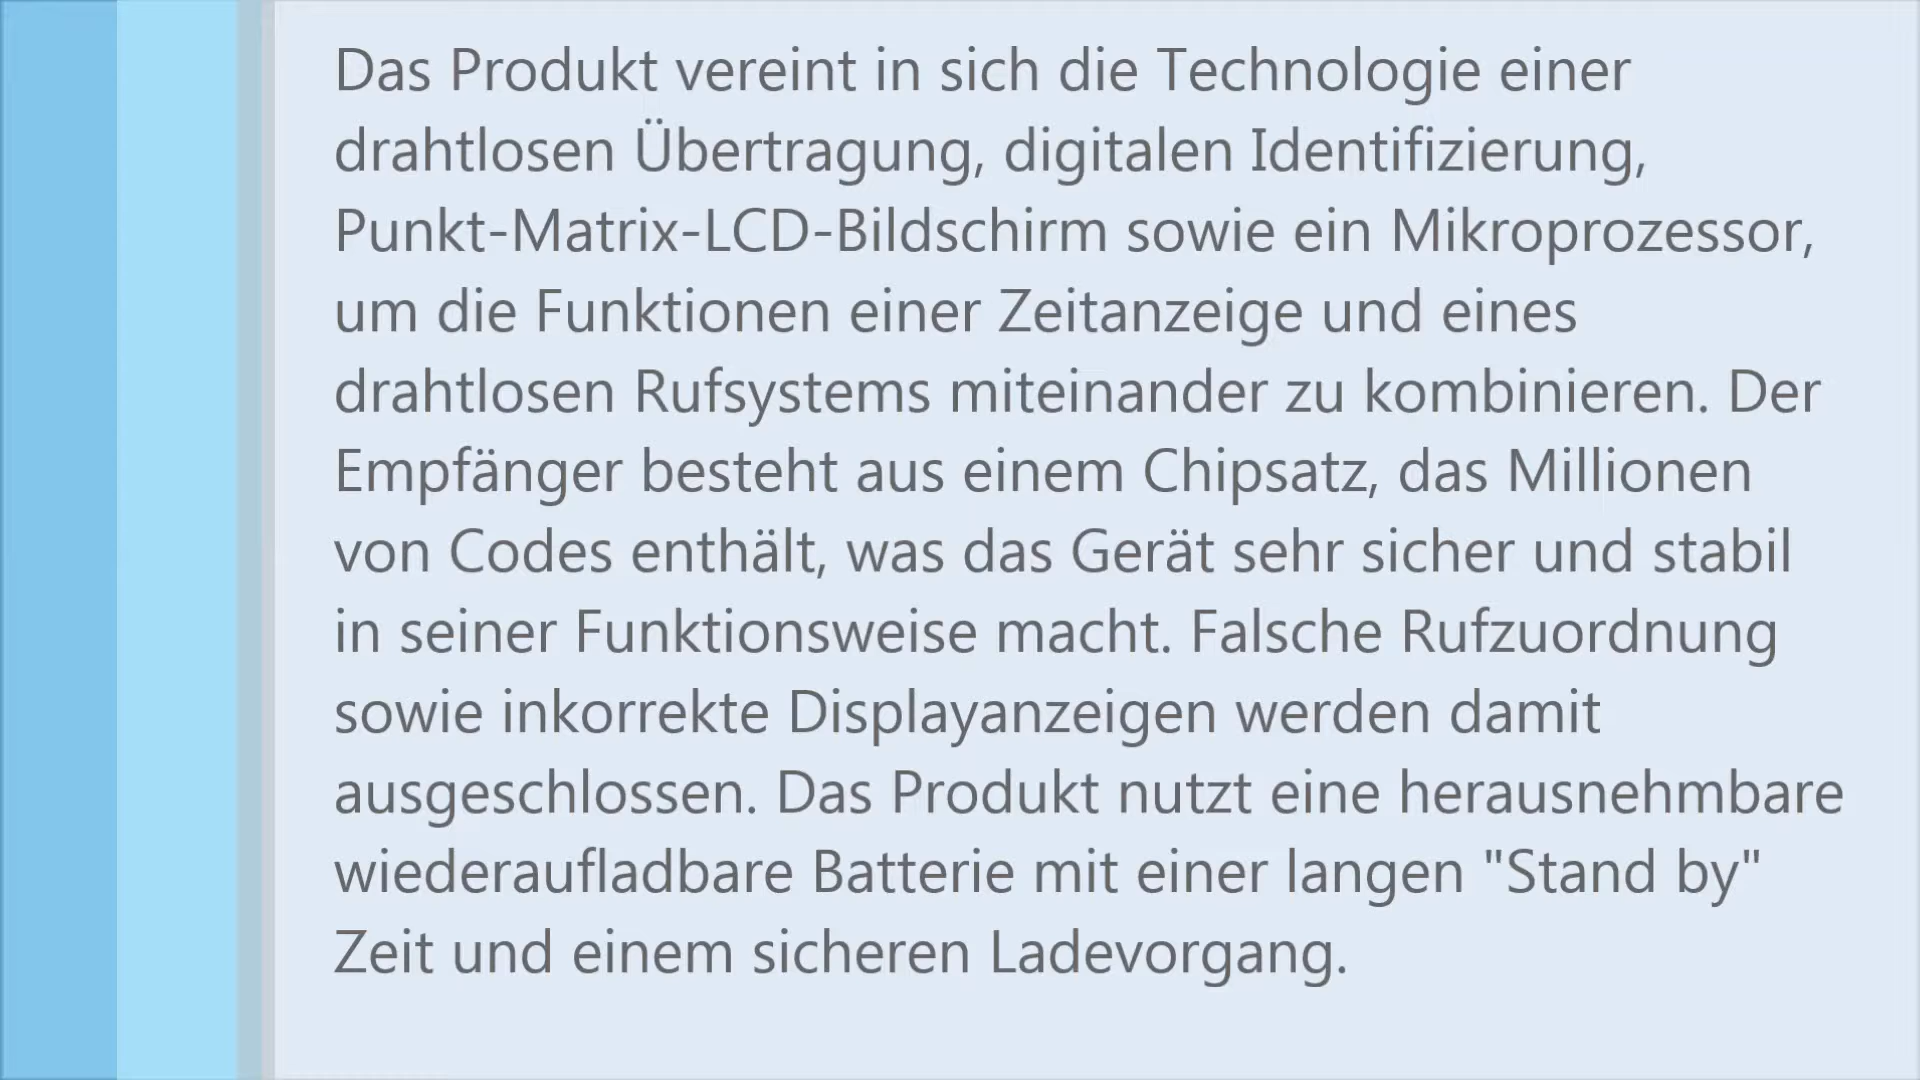 Das Produkt vereint in sich die Technologie einer
drahtlosen Übertragung, digitalen Identifizierung,
Punkt-Matrix-LCD-Bildschirm sowie ein Mikroprozessor,
um die Funktionen einer Zeitanzeige und eines
drahtlosen Rufsystems miteinander zu kombinieren. Der
Empfänger besteht aus einem Chipsatz, das Millionen
von Codes enthält, was das Gerät sehr sicher und stabil
in seiner Funktionsweise macht. Falsche Rufzuordnung
sowie inkorrekte Displayanzeigen werden damit
ausgeschlossen. Das Produkt nutzt eine herausnehmbare
wiederaufladbare Batterie mit einer langen "Stand by"
Zeit und einem sicheren Ladevorgang.